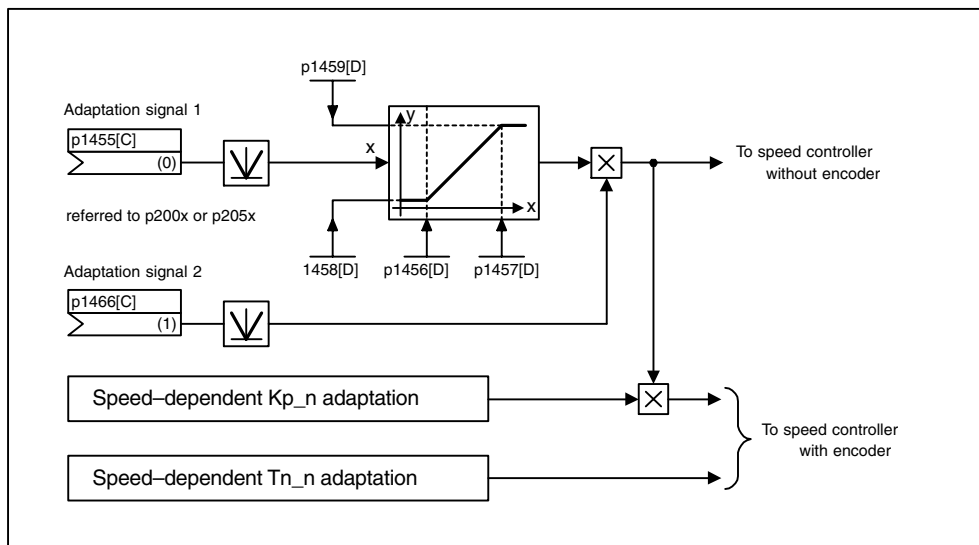 p1459[D]
Adaptation signal 1
p1455[C]
(0)
x
y
x
To speed controller
without encoder
referred to p200x or p205x
1458[D]
p1456[D]
p1457[D]
Adaptation signal 2
p1466[C]
(1)
Speed–dependent Kp_n adaptation
To speed controller
with encoder
Speed–dependent Tn_n adaptation